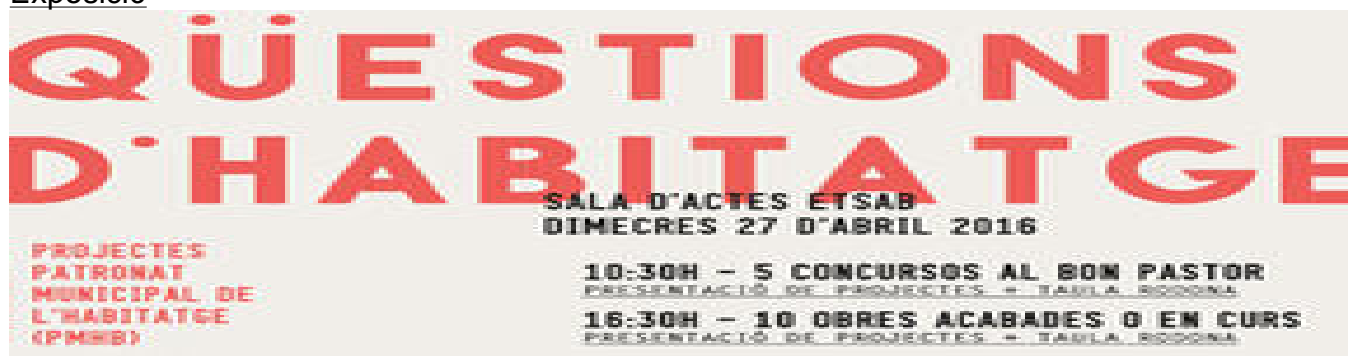 Exposició
QÜESTIONS
D'HABITATGE
SALA D'ACTES ETSAB
DIMECRES 27 D'ABRIL 2016
PROJECTES
PATRONAT
MUNICIPAL DE
L'HABITATGE
(PMHB)
10:30H – 5 CONCURSOS AL BON PASTOR
PRESENTACIÓ DE PROJECTES + TAULA RODONA
16:30H – 10 OBRES ACABADES O EN CURS
PRESENTACIÓ DE PROJECTES + TAULA RODONA